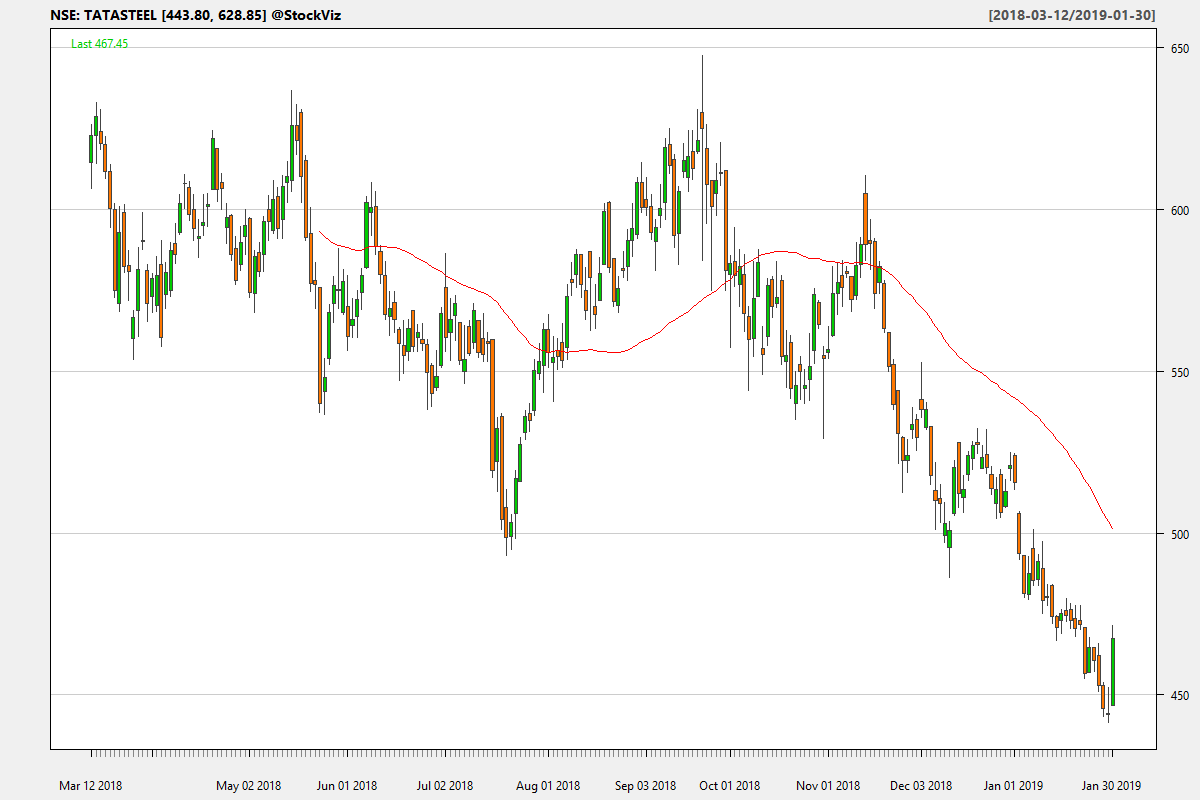 NSE: TATASTEEL [443.80, 628.85] @StockViz
[2018-03-12/2019-01-30]
Last 467.45
650
600
550
500
450
Mar 12 2018
May 02 2018
Jun 01 2018
Jul 02 2018
Aug 01 2018
Sep 03 2018
Oct 01 2018
Nov 01 2018
Dec 03 2018
Jan 01 2019
Jan 30 2019